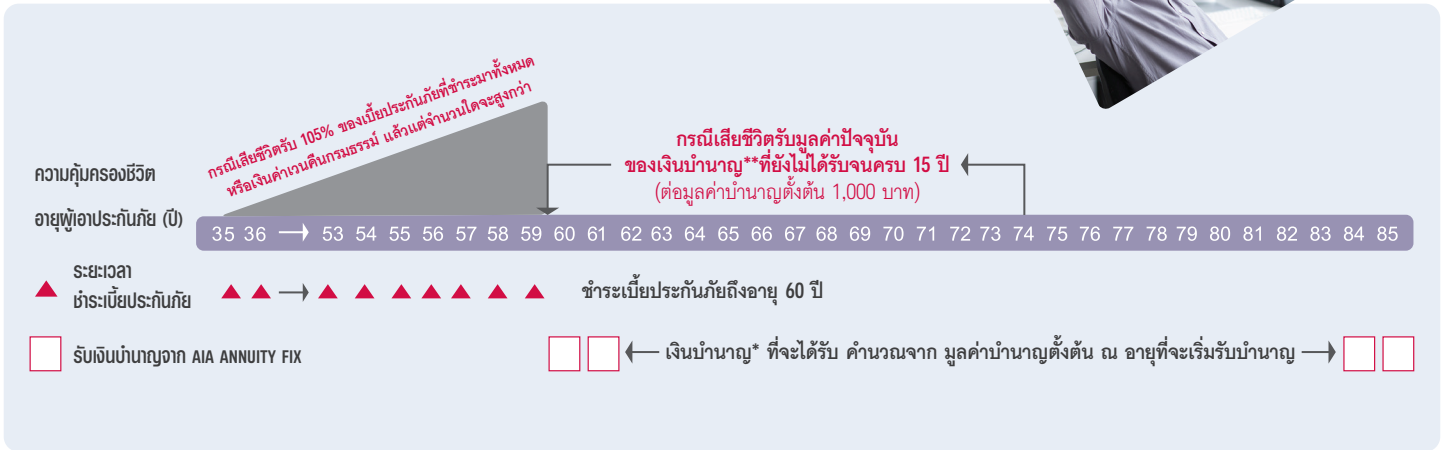 กรณีเสียชีวิตรับ 105% ของเบี้ยประกันภัยที่ชำระมาทั้งหมด
หรือเงินค่าเวนคืนกรมธรรม์ แล้วแต่จำนวนใดจะสูงกว่า
กรณีเสียชีวิตรับมูลค่าปัจจุบัน
ของเงินบำนาญ**ที่ยังไม่ได้รับจนครบ 15 ปี
(ต่อมูลค่าบำนาญตั้งต้น 1,000 บาท)
ความคุ้มครองชีวิต
อายุผู้เอาประกันภัย (ปี)
35 36 → 53 54 55 56 57 58 59 60 61 62 63 64 65 66 67 68 69 70 71 72 73 74 75 76 77 78 79 80 81 82 83 84 85
ระยะเวลา
ชำระเบี้ยประกันภัย
ชำระเบี้ยประกันภัยถึงอายุ 60 ปี
รับเงินบำนาญจาก AIA ANNUITY FIX
เงินบำนาญ* ที่จะได้รับ คำนวณจาก มูลค่าบำนาญตั้งต้น ณ อายุที่จะเริ่มรับบำนาญ